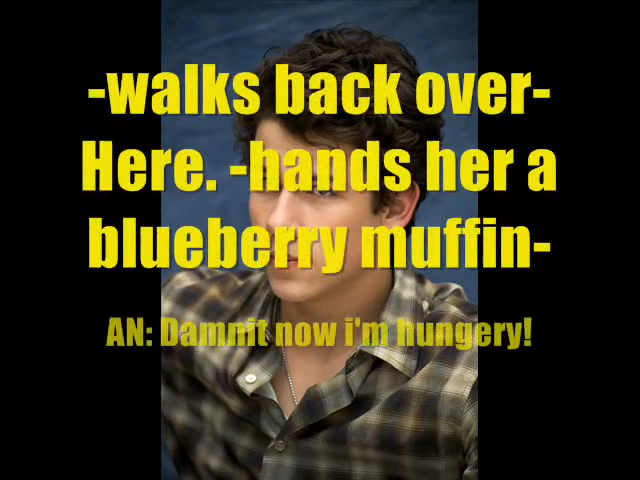 -walks back over-
Here. -hands her a
blueberry muffin-
AN: Damnit now i'm hungery!